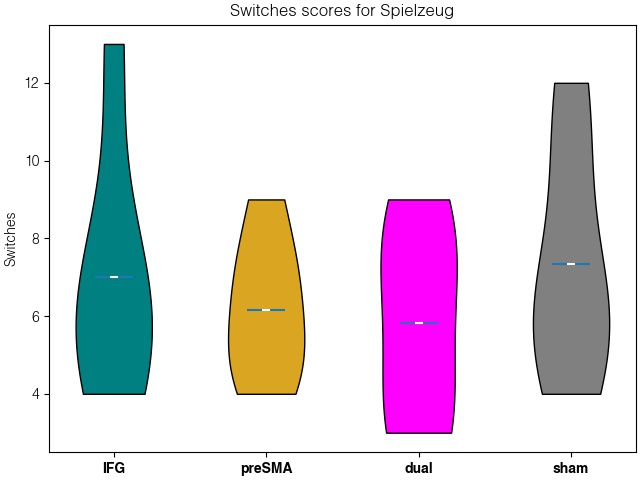 Switches scores for Spielzeug
Switches
12
10
8
6
4
IFG
preSMA
dual
sham